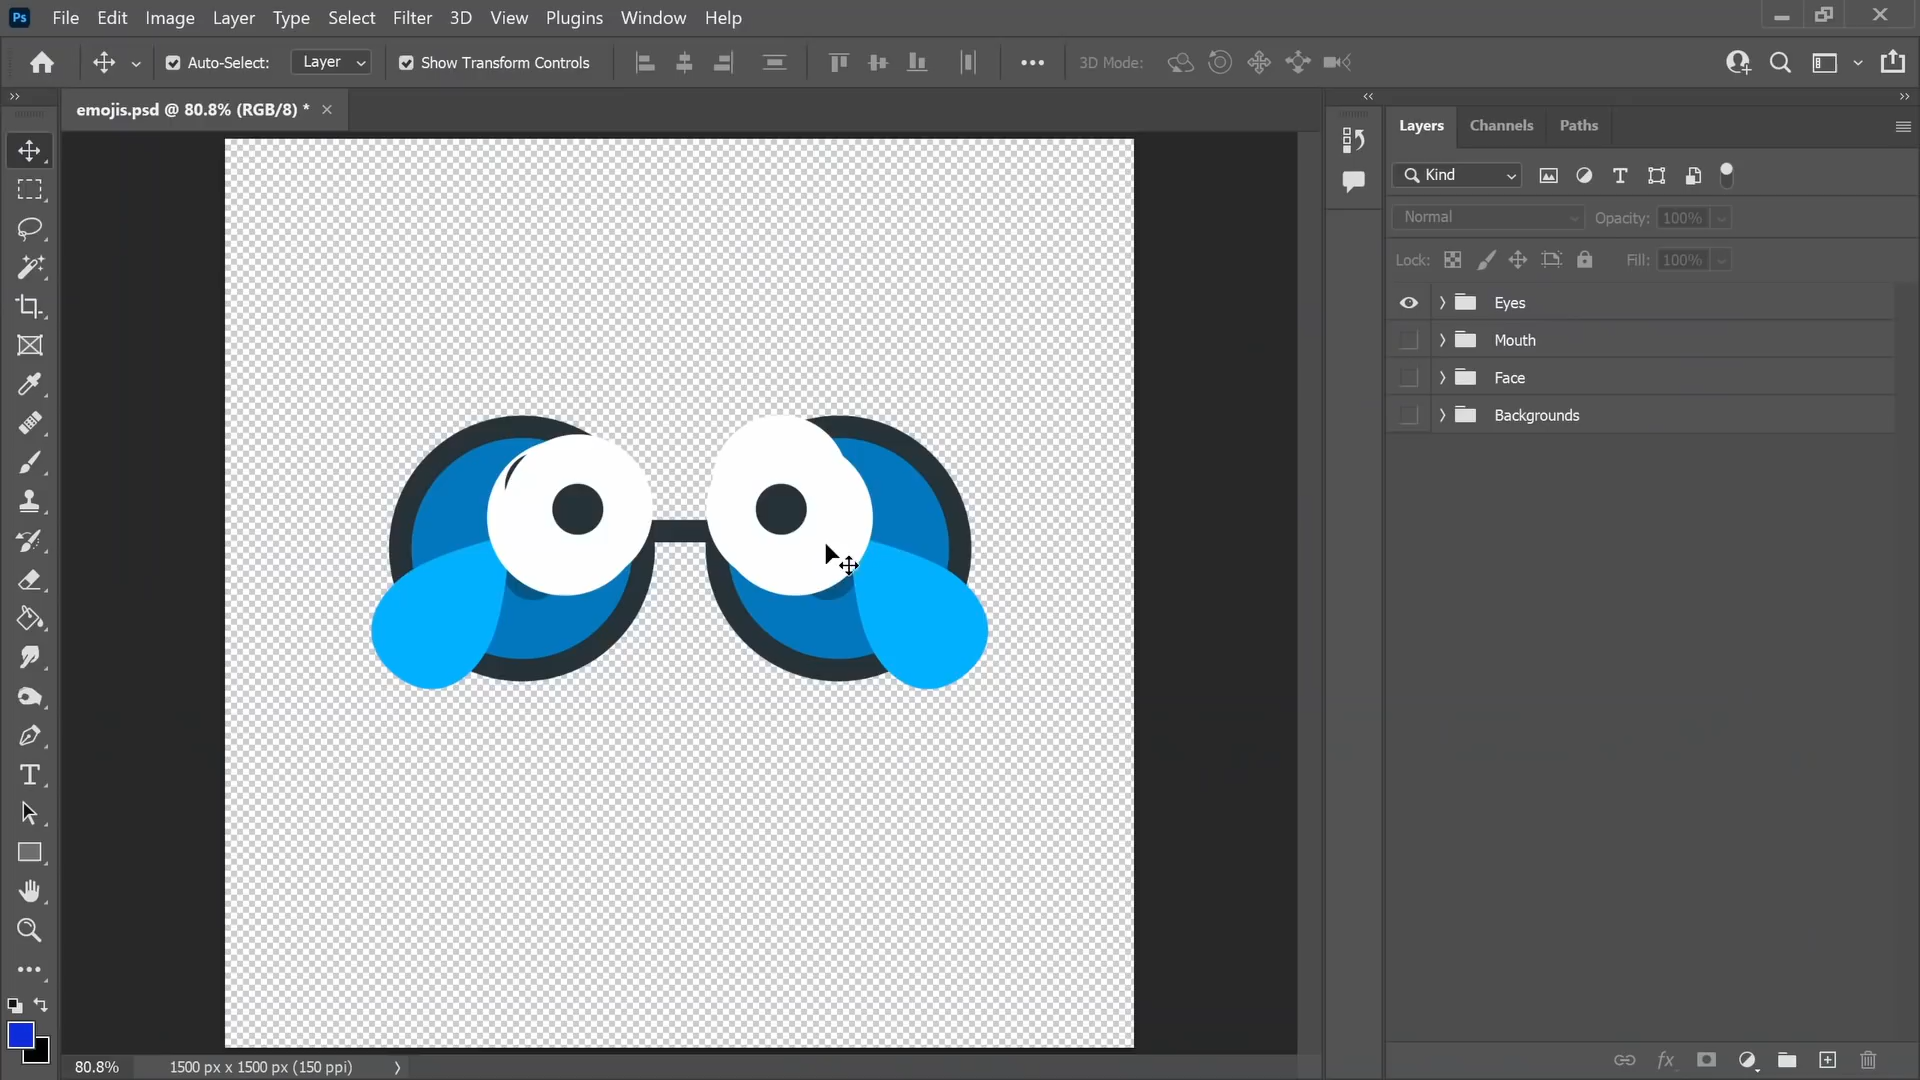 Ps File Edit Image Layer Type Select Filter 3D View Plugins Window Help
Auto-Select: Layer Show Transform Controls 3D Mode:
emojis.psd @ 80.8% (RGB/8) *
Layers Channels Paths
Kind
Normal Opacity: 100%
Lock: Fill: 100%
Eyes
Mouth
Face
Backgrounds
80.8% 1500 px x 1500 px (150 ppi)